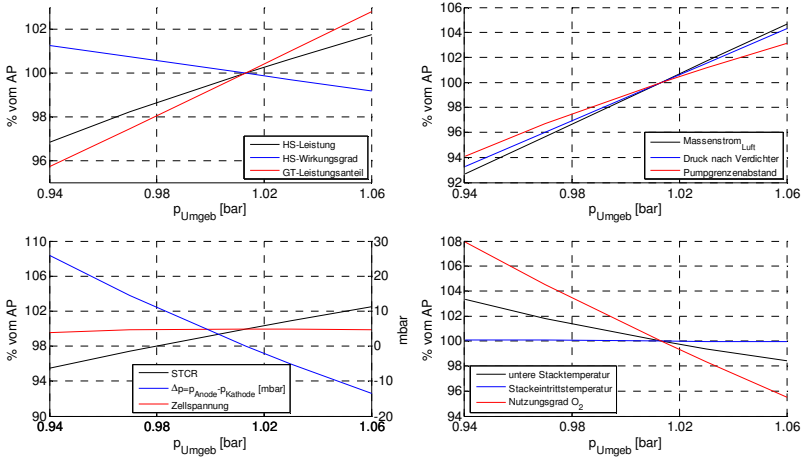 % vom AP
102
100
98
96
0.94
0.98
1.02
1.06
p_Umgeb [bar]
HS-Leistung
HS-Wirkungsgrad
GT-Leistungsanteil
% vom AP
106
104
102
100
98
96
94
92
0.94
0.98
1.02
1.06
p_Umgeb [bar]
Massenstrom_Luft
Druck nach Verdichter
Pumpgrenzenabstand
% vom AP
110
106
102
98
94
90
30
20
10
0
-10
-20
mbar
0.94
0.98
1.02
1.06
p_Umgeb [bar]
STCR
Δp=p_Anode-p_Kathode [mbar]
Zellspannung
% vom AP
108
106
104
102
100
98
96
94
0.94
0.98
1.02
1.06
p_Umgeb [bar]
untere Stacktemperatur
Stackeintrittstemperatur
Nutzungsgrad O_2